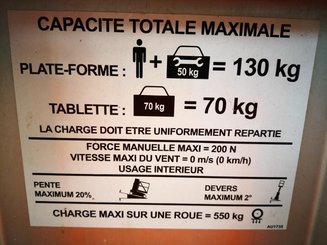 CAPACITE TOTALE MAXIMALE
PLATE-FORME : + 50 kg = 130 kg
TABLETTE : 70 kg = 70 kg
LA CHARGE DOIT ETRE UNIFORMEMENT REPARTIE
FORCE MANUELLE MAXI = 200 N
VITESSE MAXI DU VENT = 0 m/s (0 km/h)
USAGE INTERIEUR
PENTE MAXIMUM 20%
DEVERS MAXIMUM 2°
CHARGE MAXI SUR UNE ROUE = 550 kg
AU1738